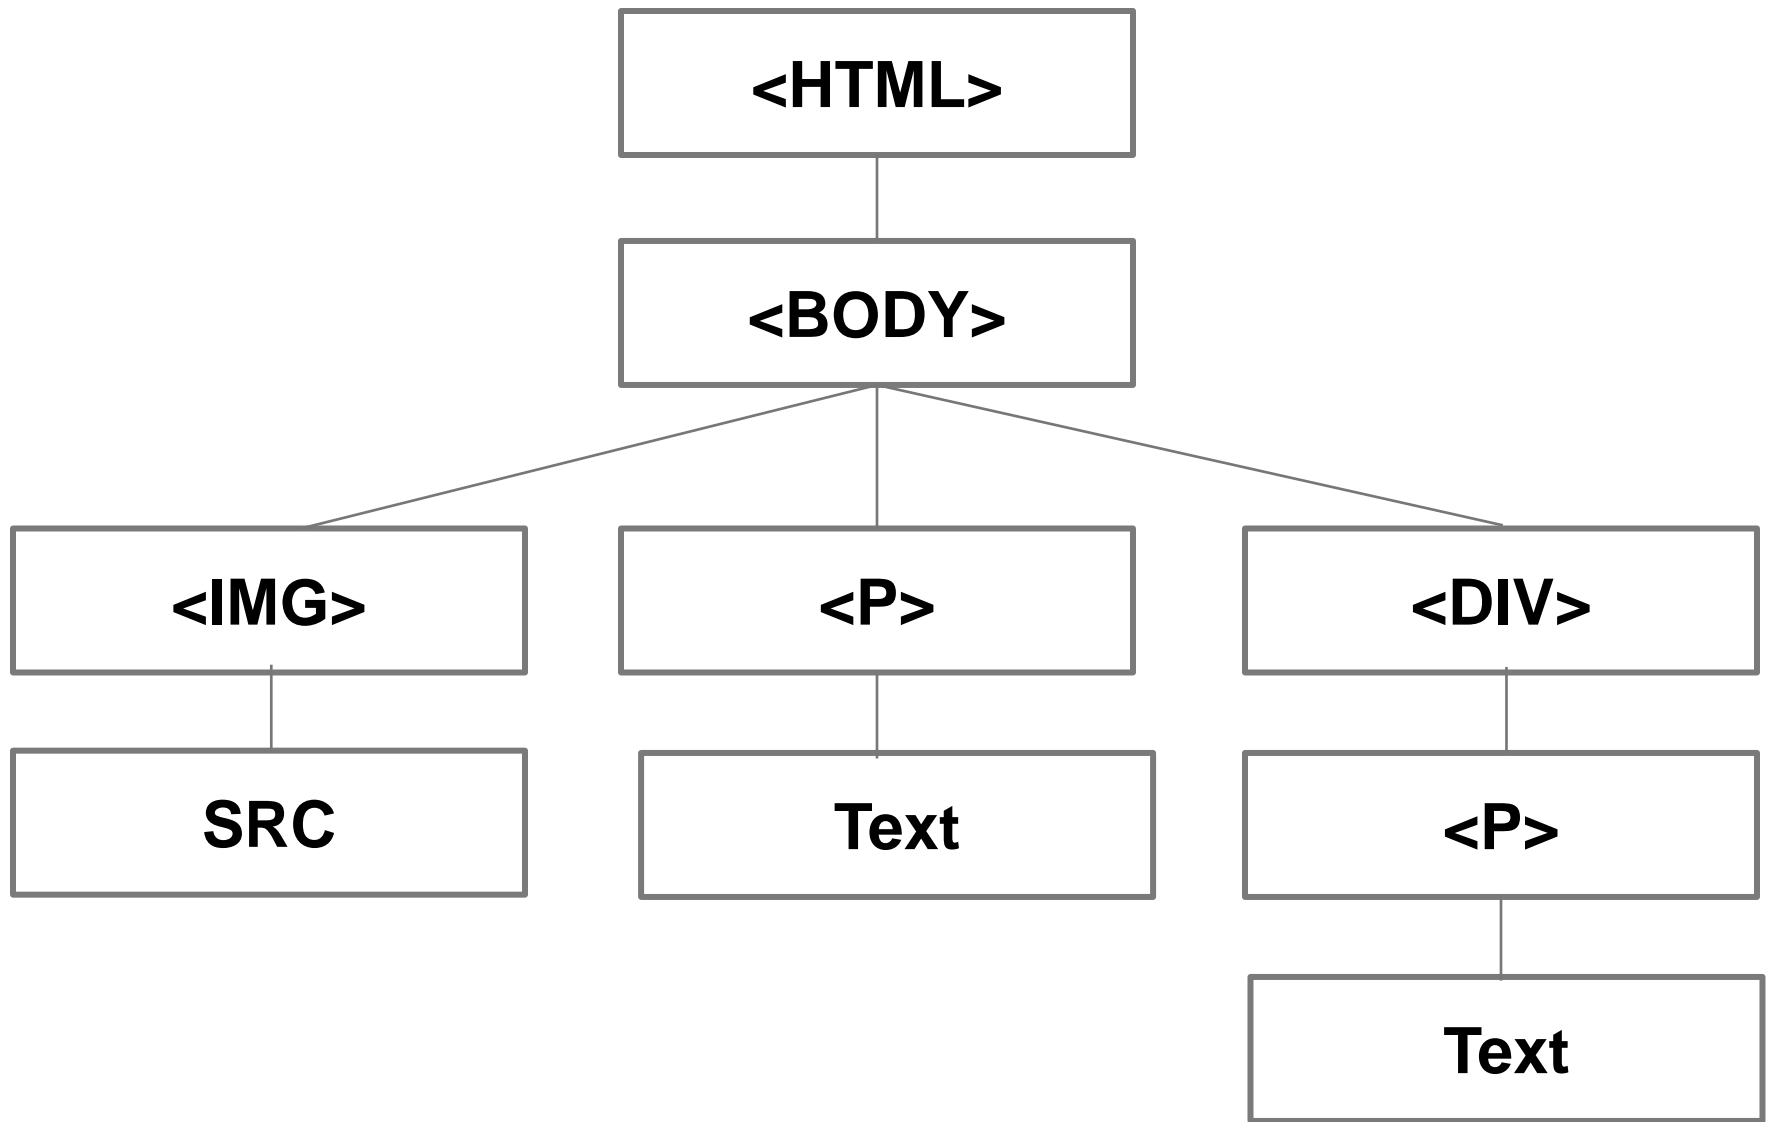 <HTML>
<BODY>
<IMG>
<P>
<DIV>
SRC
Text
<P>
Text